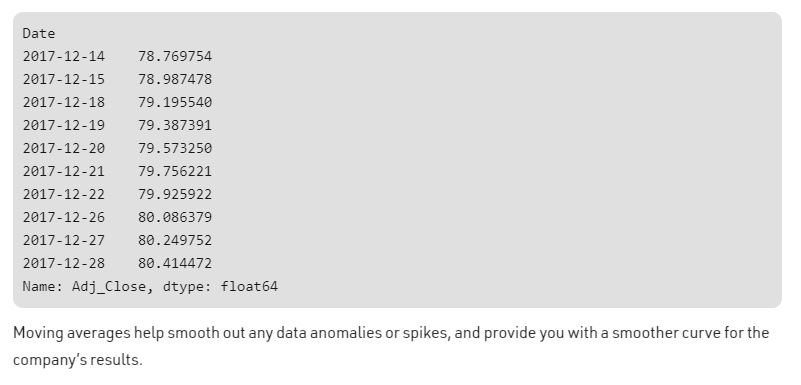 Date
2017-12-14    78.769754
2017-12-15    78.987478
2017-12-18    79.195540
2017-12-19    79.387391
2017-12-20    79.573250
2017-12-21    79.756221
2017-12-22    79.925922
2017-12-26    80.086379
2017-12-27    80.249752
2017-12-28    80.414472
Name: Adj_Close, dtype: float64
Moving averages help smooth out any data anomalies or spikes, and provide you with a smoother curve for the
company’s results.